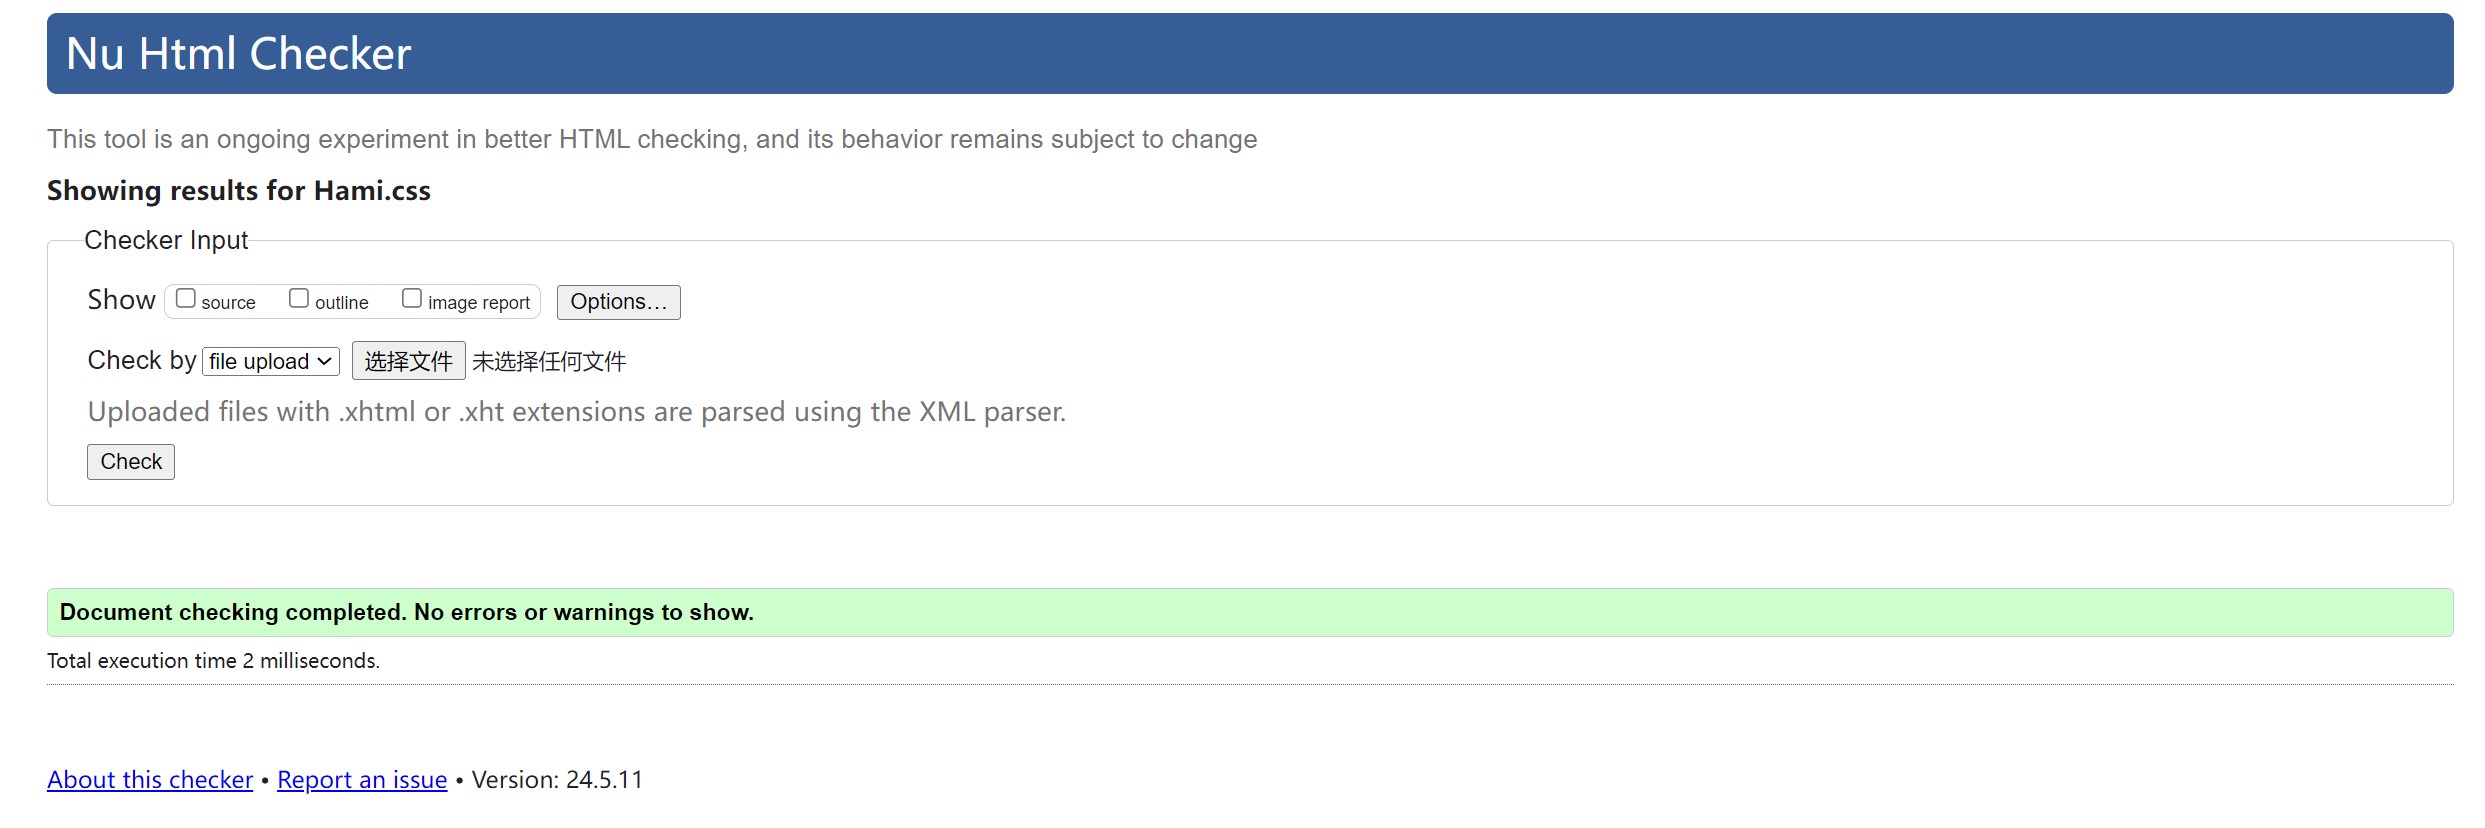 Nu Html Checker
This tool is an ongoing experiment in better HTML checking, and its behavior remains subject to change
Showing results for Hami.css
Checker Input
Show source outline image report Options…
Check by file upload 选择文件 未选择任何文件
Uploaded files with .xhtml or .xht extensions are parsed using the XML parser.
Check
Document checking completed. No errors or warnings to show.
Total execution time 2 milliseconds.
About this checker • Report an issue • Version: 24.5.11